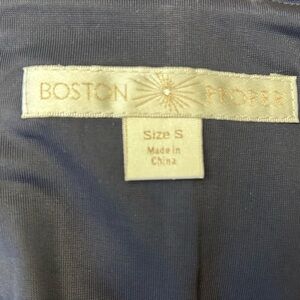 BOSTON PROPER
Size S
Made in
China